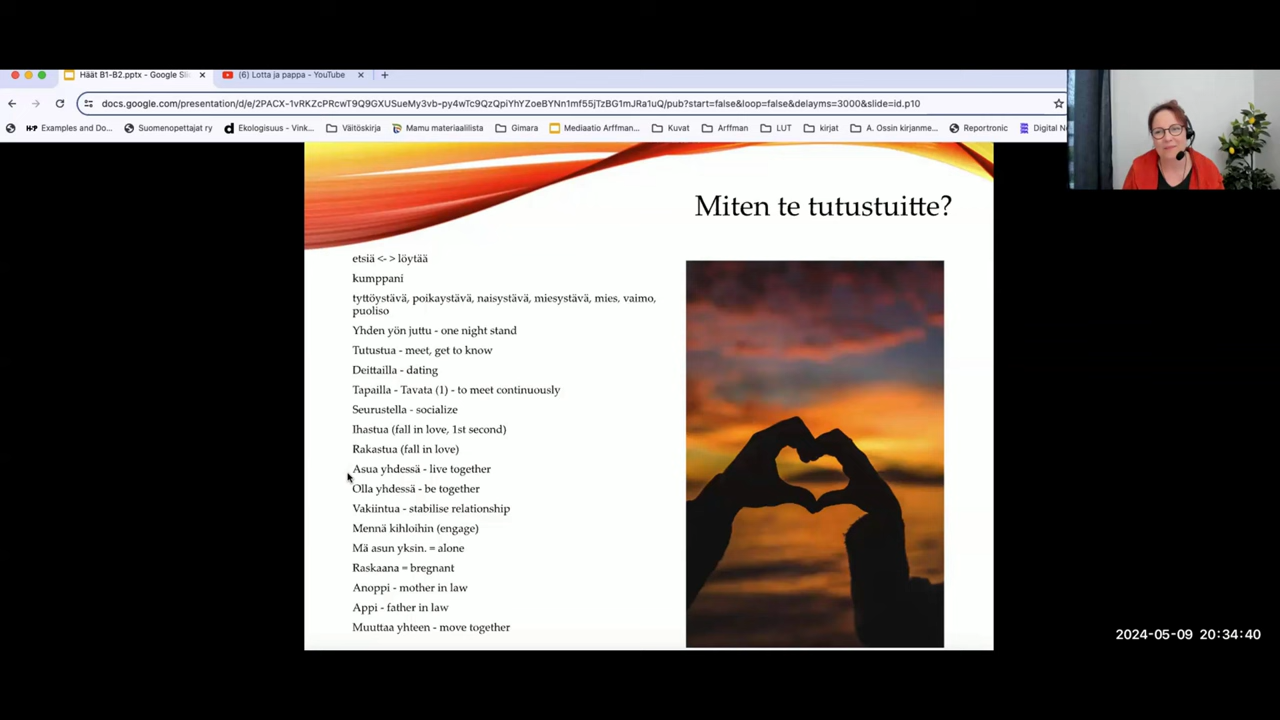 Häät B1-B2.pptx - Google Sli
(6) Lotta ja pappa - YouTube
docs.google.com/presentation/d/e/2PACX-1vRKZcPRcwT9Q9GXUSueMy3vb-py4wTc9QzQpiYhYZoeBYNn1mf55jTzBG1mJRa1uQ/pub?start=false&loop=false&delayms=3000&slide=id.p10
Examples and Do... Suomenopettajat ry Ekologisuus - Vink... Väitöskirja Mamu materiaalilista Gimara Mediaatio Arffman... Kuvat Arffman LUT kirjat A. Ossin kirjanme... Reportronic Digital Ne
Miten te tutustuitte?
etsiä <- > löytää
kumppani
tyttöystävä, poikaystävä, naisystävä, miesystävä, mies, vaimo,
puoliso
Yhden yön juttu - one night stand
Tutustua - meet, get to know
Deittailla - dating
Tapailla - Tavata (1) - to meet continuously
Seurustella - socialize
Ihastua (fall in love, 1st second)
Rakastua (fall in love)
Asua yhdessä - live together
Olla yhdessä - be together
Vakiintua - stabilise relationship
Mennä kihloihin (engage)
Mä asun yksin. = alone
Raskaana = bregnant
Anoppi - mother in law
Appi - father in law
Muuttaa yhteen - move together
2024-05-09 20:34:40